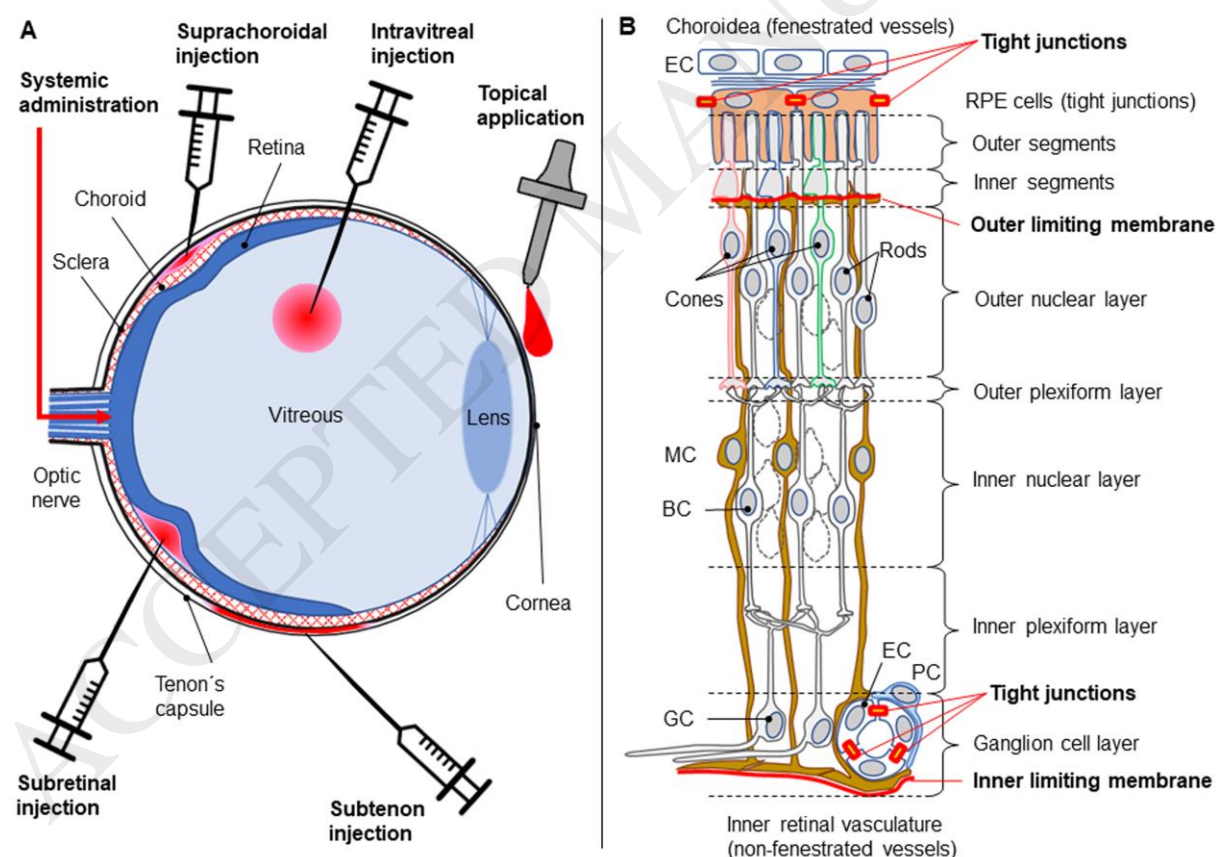 A
Suprachoroidal
injection
Intravitreal
injection
Systemic
administration
Topical
application
Retina
Choroid
Sclera
Vitreous
Lens
Optic
nerve
Cornea
Tenon´s
capsule
Subretinal
injection
Subtenon
injection
B
Choroidea (fenestrated vessels)
Tight junctions
EC
RPE cells (tight junctions)
Outer segments
Inner segments
Outer limiting membrane
Rods
Cones
Outer nuclear layer
Outer plexiform layer
MC
Inner nuclear layer
BC
Inner plexiform layer
EC
PC
Tight junctions
GC
Ganglion cell layer
Inner limiting membrane
Inner retinal vasculature
(non-fenestrated vessels)
ACCEPTED MANU